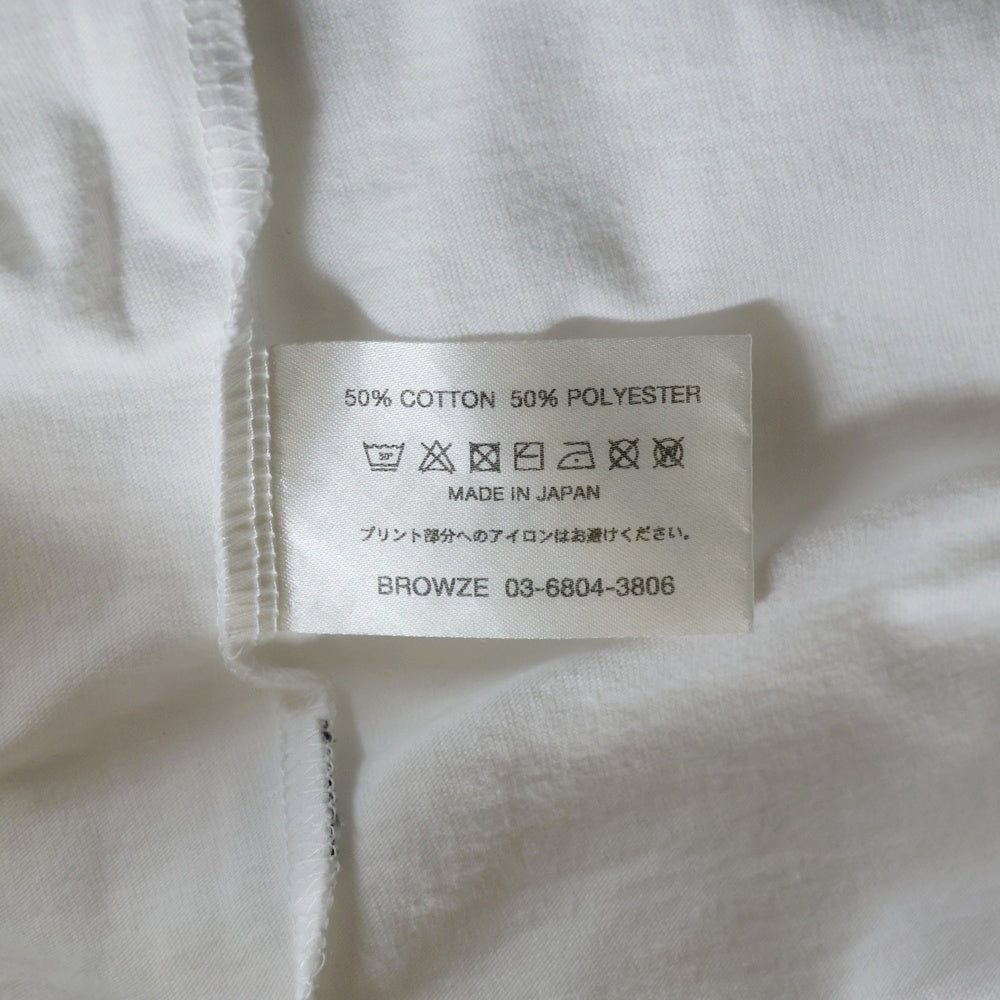 50% COTTON 50% POLYESTER
MADE IN JAPAN
プリント部分へのアイロンはお避けください。
BROWZE 03-6804-3806